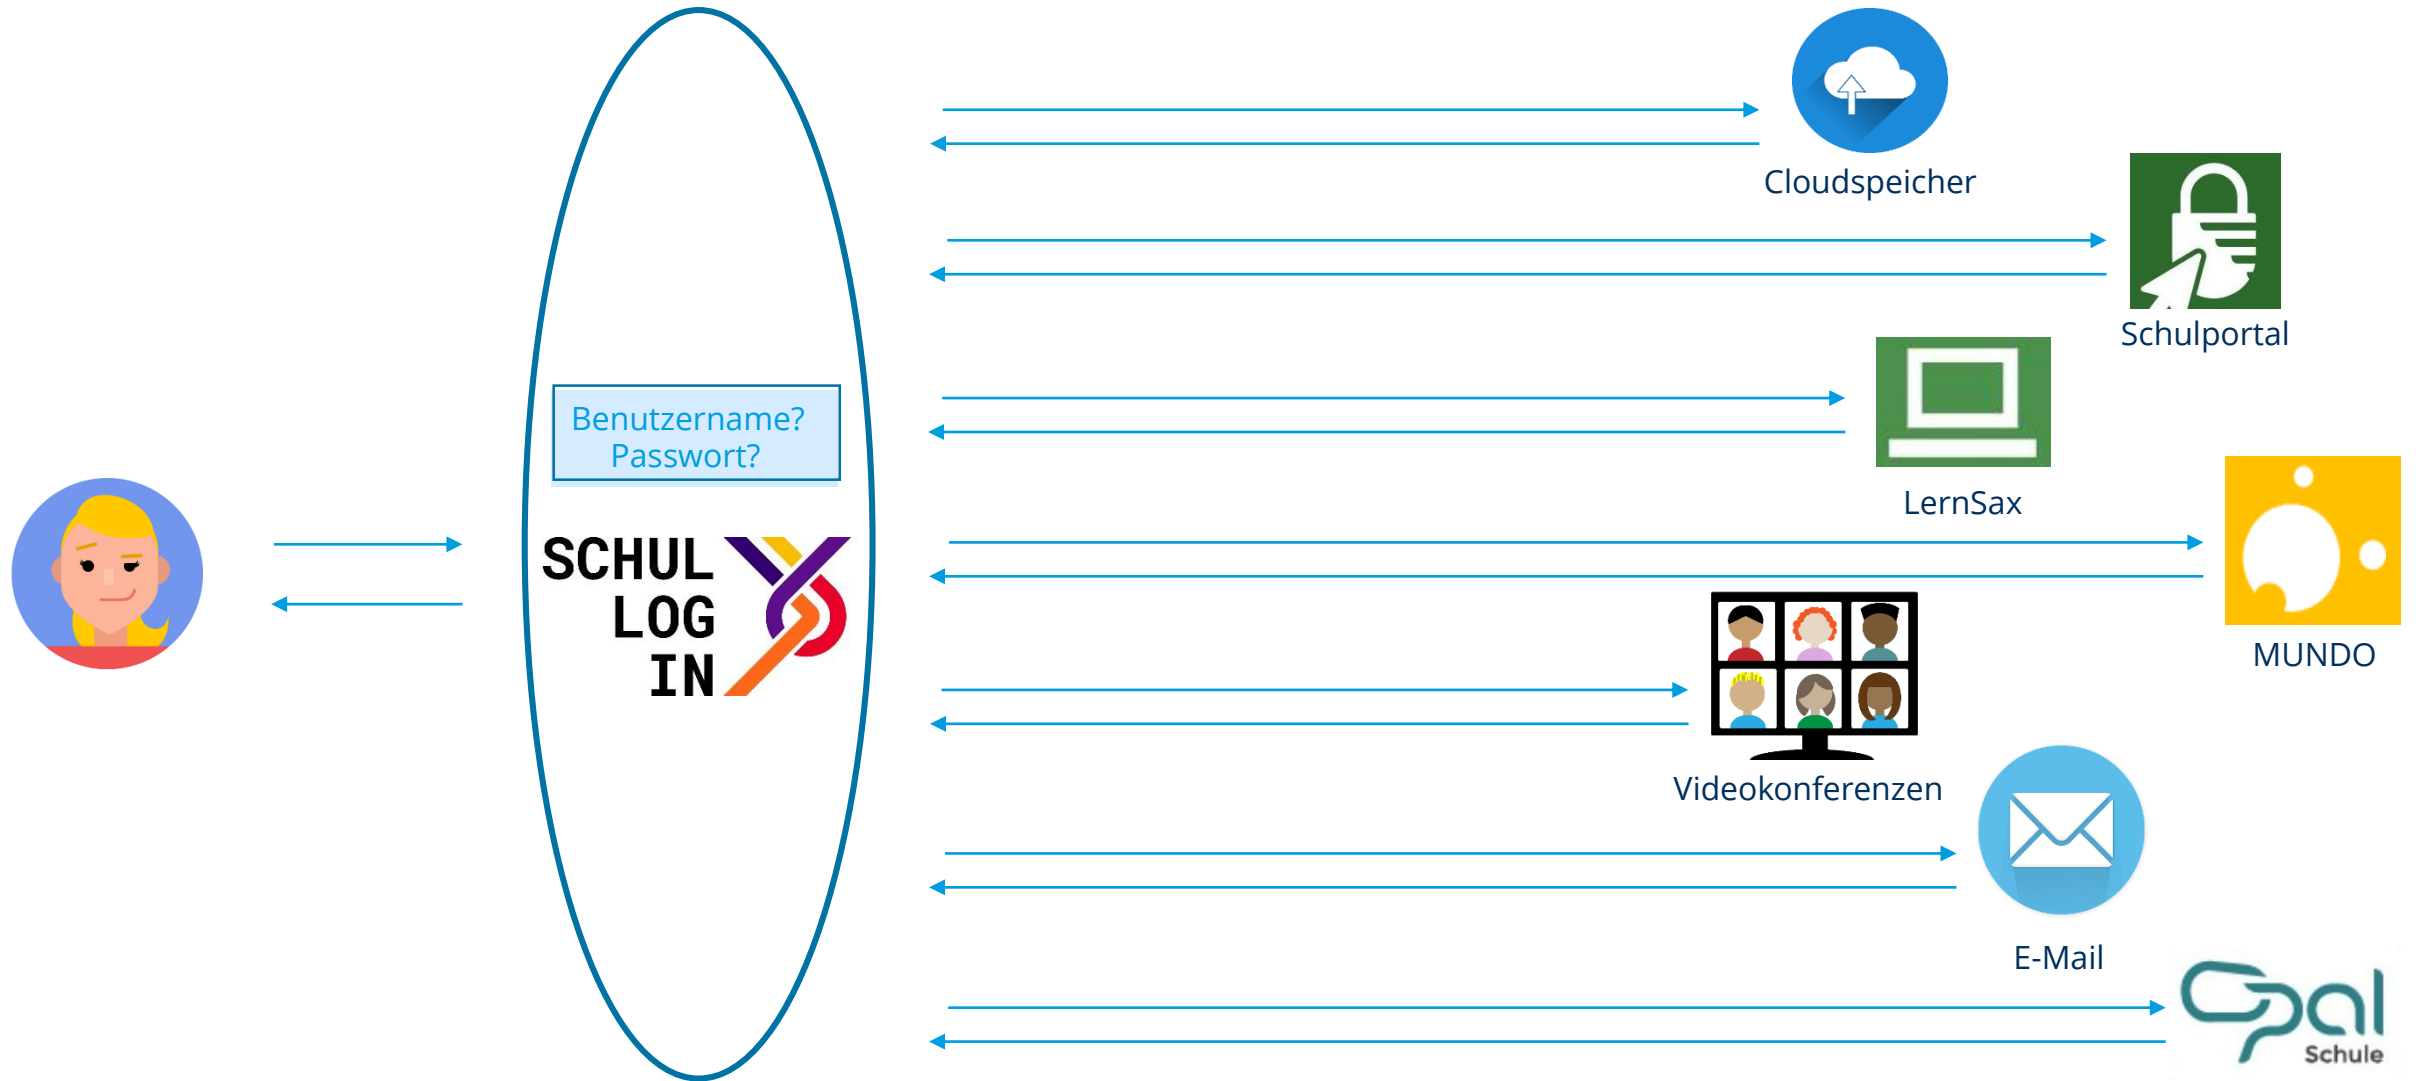 Benutzername?
Passwort?
SCHUL
LOG
IN
Cloudspeicher
Schulportal
LernSax
MUNDO
Videokonferenzen
E-Mail
Opal
Schule